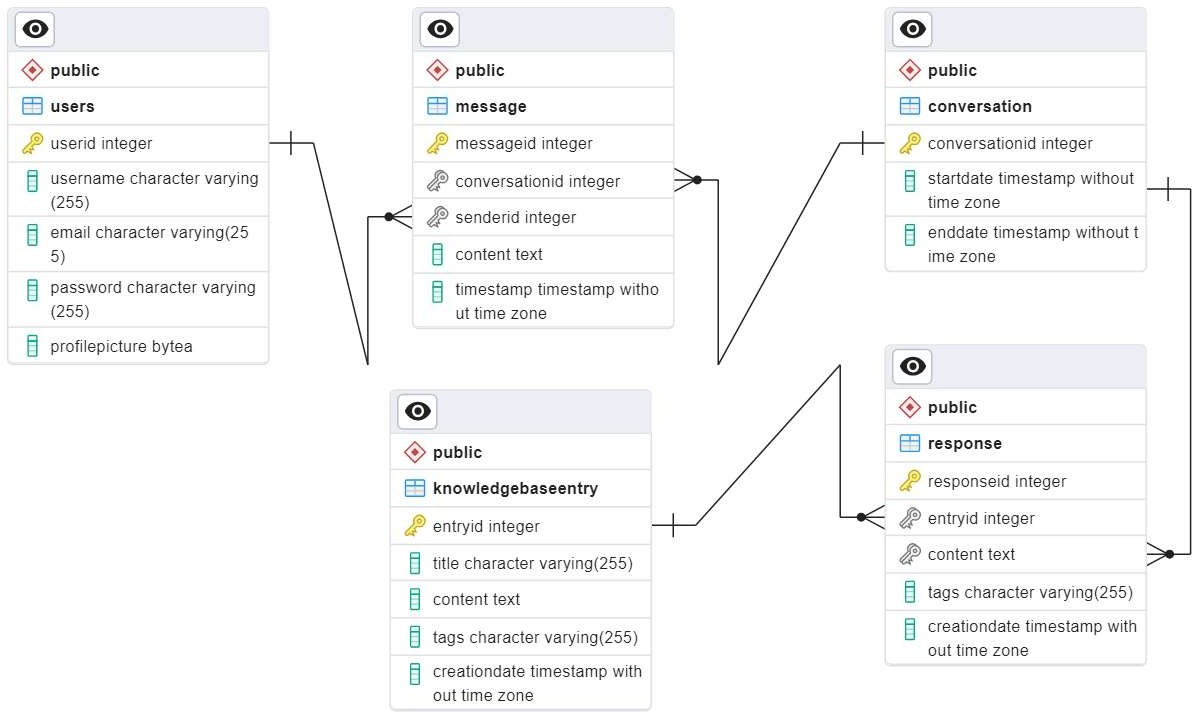 public
users
userid integer
username character varying
(255)
email character varying(25
5)
password character varying
(255)
profilepicture bytea
public
message
messageid integer
conversationid integer
senderid integer
content text
timestamp timestamp witho
ut time zone
public
conversation
conversationid integer
startdate timestamp without
time zone
enddate timestamp without t
ime zone
public
knowledgebaseentry
entryid integer
title character varying(255)
content text
tags character varying(255)
creationdate timestamp with
out time zone
public
response
responseid integer
entryid integer
content text
tags character varying(255)
creationdate timestamp with
out time zone